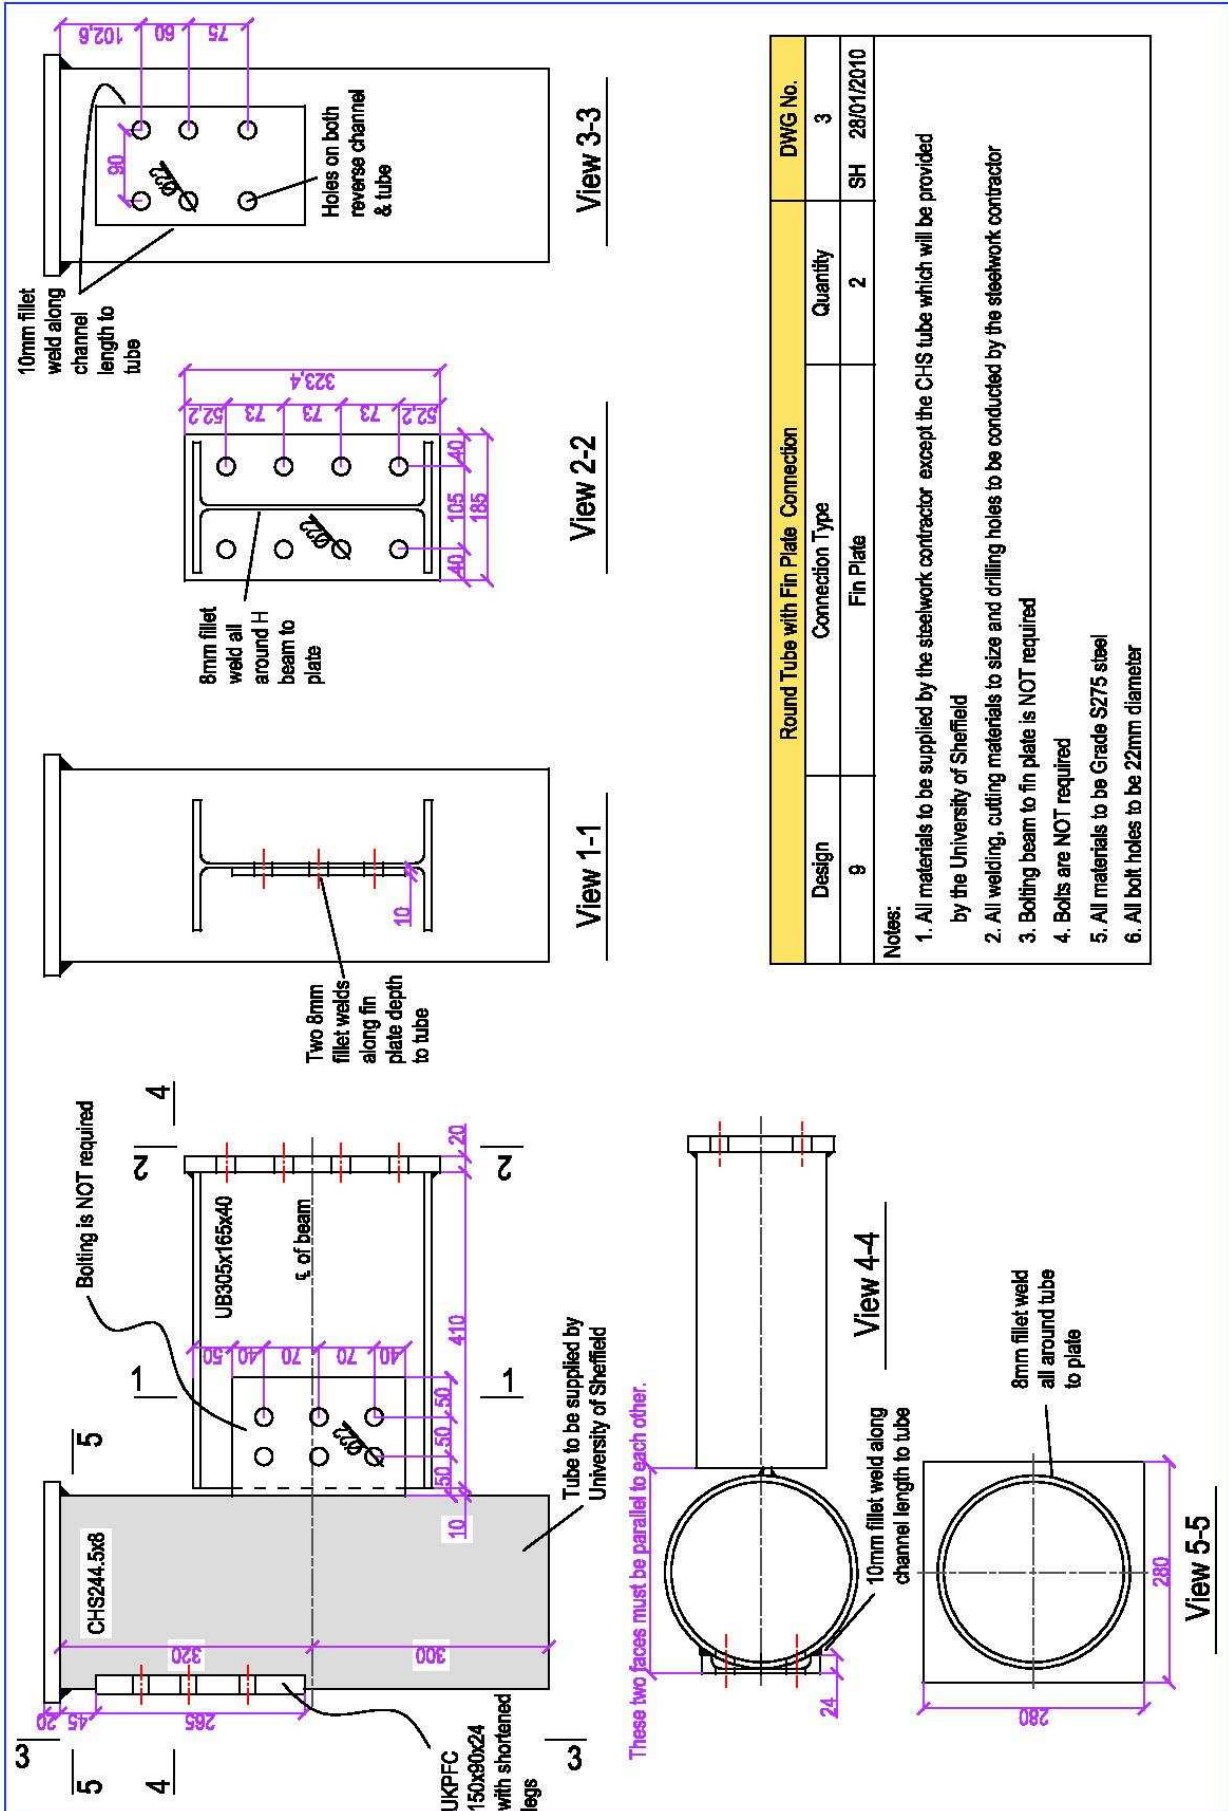 20
45
265
3
5
4
UKPFC
150x90x24
with shortened
legs
3
CHS244.5x8
320
300
5
10
Tube to be supplied by
University of Sheffield
Bolting is NOT required
1
50
40
70
70
40
Ø22
50
50
50
1
UB305x165x40
℄ of beam
410
20
2
2
4
Two 8mm
fillet welds
along fin
plate depth
to tube
10
View 1-1
8mm fillet
weld all
around H
beam to
plate
Ø22
52,2
73
73
73
52,2
323,4
40
105
40
185
View 2-2
10mm fillet
weld along
channel
length to
tube
90
Ø22
102,6
60
75
Holes on both
reverse channel
& tube
View 3-3
These two faces must be parallel to each other.
24
10mm fillet weld along
channel length to tube
View 4-4
280
280
8mm fillet weld
all around tube
to plate
View 5-5
Round Tube with Fin Plate Connection
DWG No.
Design
Connection Type
Quantity
3
9
Fin Plate
2
SH 28/01/2010
Notes:
1. All materials to be supplied by the steelwork contractor except the CHS tube which will be provided
by the University of Sheffield
2. All welding, cutting materials to size and drilling holes to be conducted by the steelwork contractor
3. Bolting beam to fin plate is NOT required
4. Bolts are NOT required
5. All materials to be Grade S275 steel
6. All bolt holes to be 22mm diameter